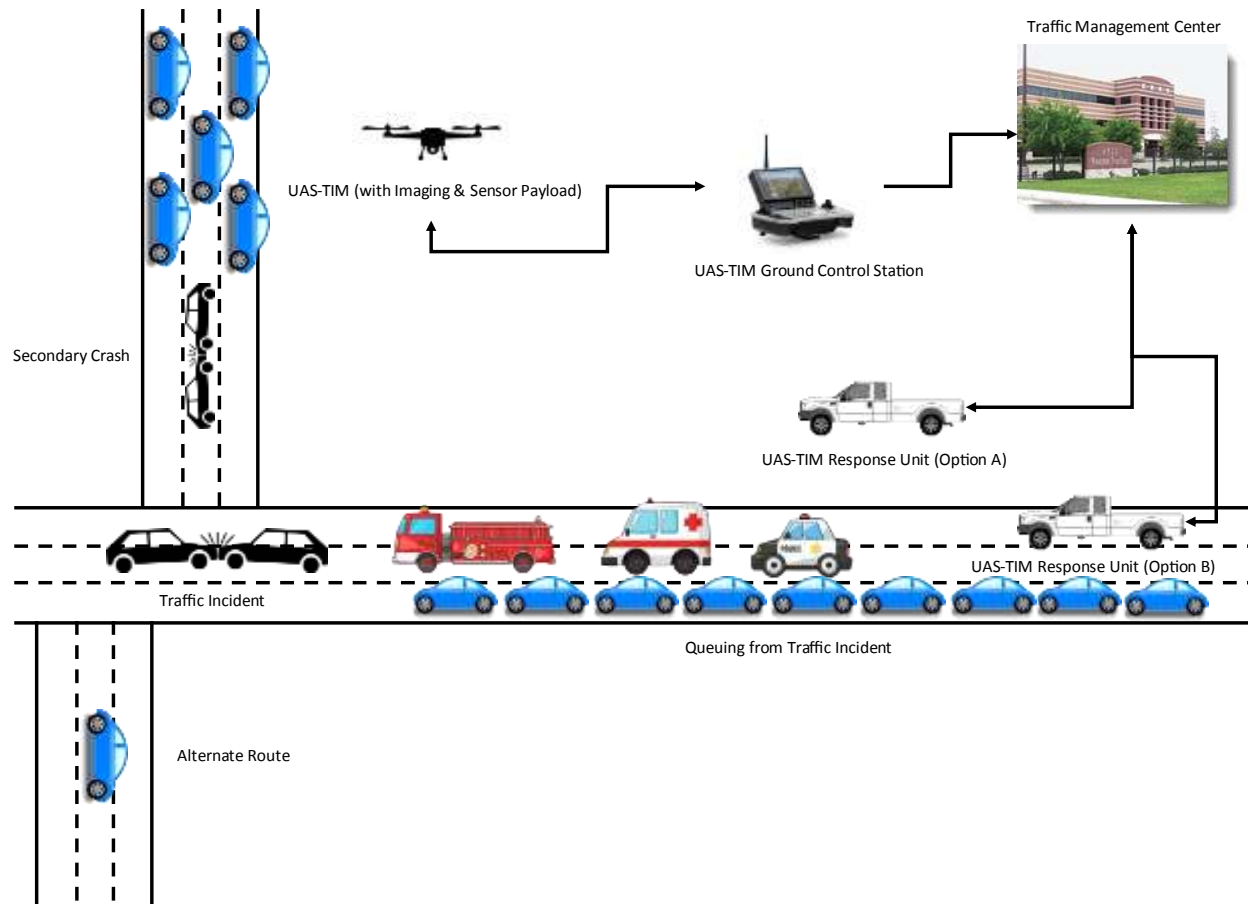 Traffic Management Center
UAS-TIM (with Imaging & Sensor Payload)
UAS-TIM Ground Control Station
Secondary Crash
UAS-TIM Response Unit (Option A)
UAS-TIM Response Unit (Option B)
Traffic Incident
Queuing from Traffic Incident
Alternate Route